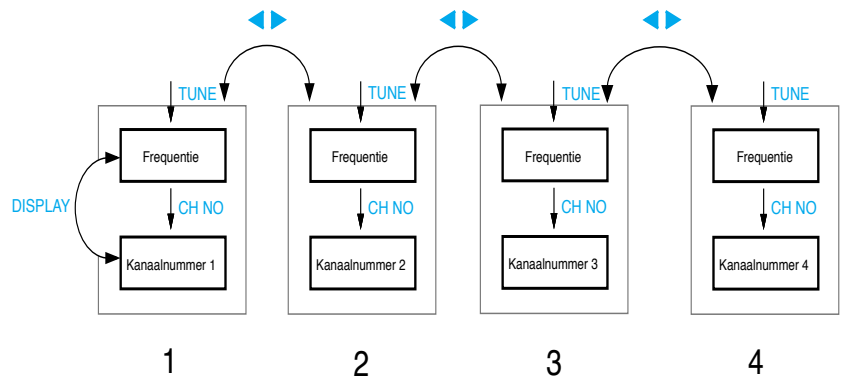 TUNE TUNE TUNE TUNE
Frequentie Frequentie Frequentie Frequentie
DISPLAY CH NO CH NO CH NO CH NO
Kanaalnummer 1 Kanaalnummer 2 Kanaalnummer 3 Kanaalnummer 4
1 2 3 4